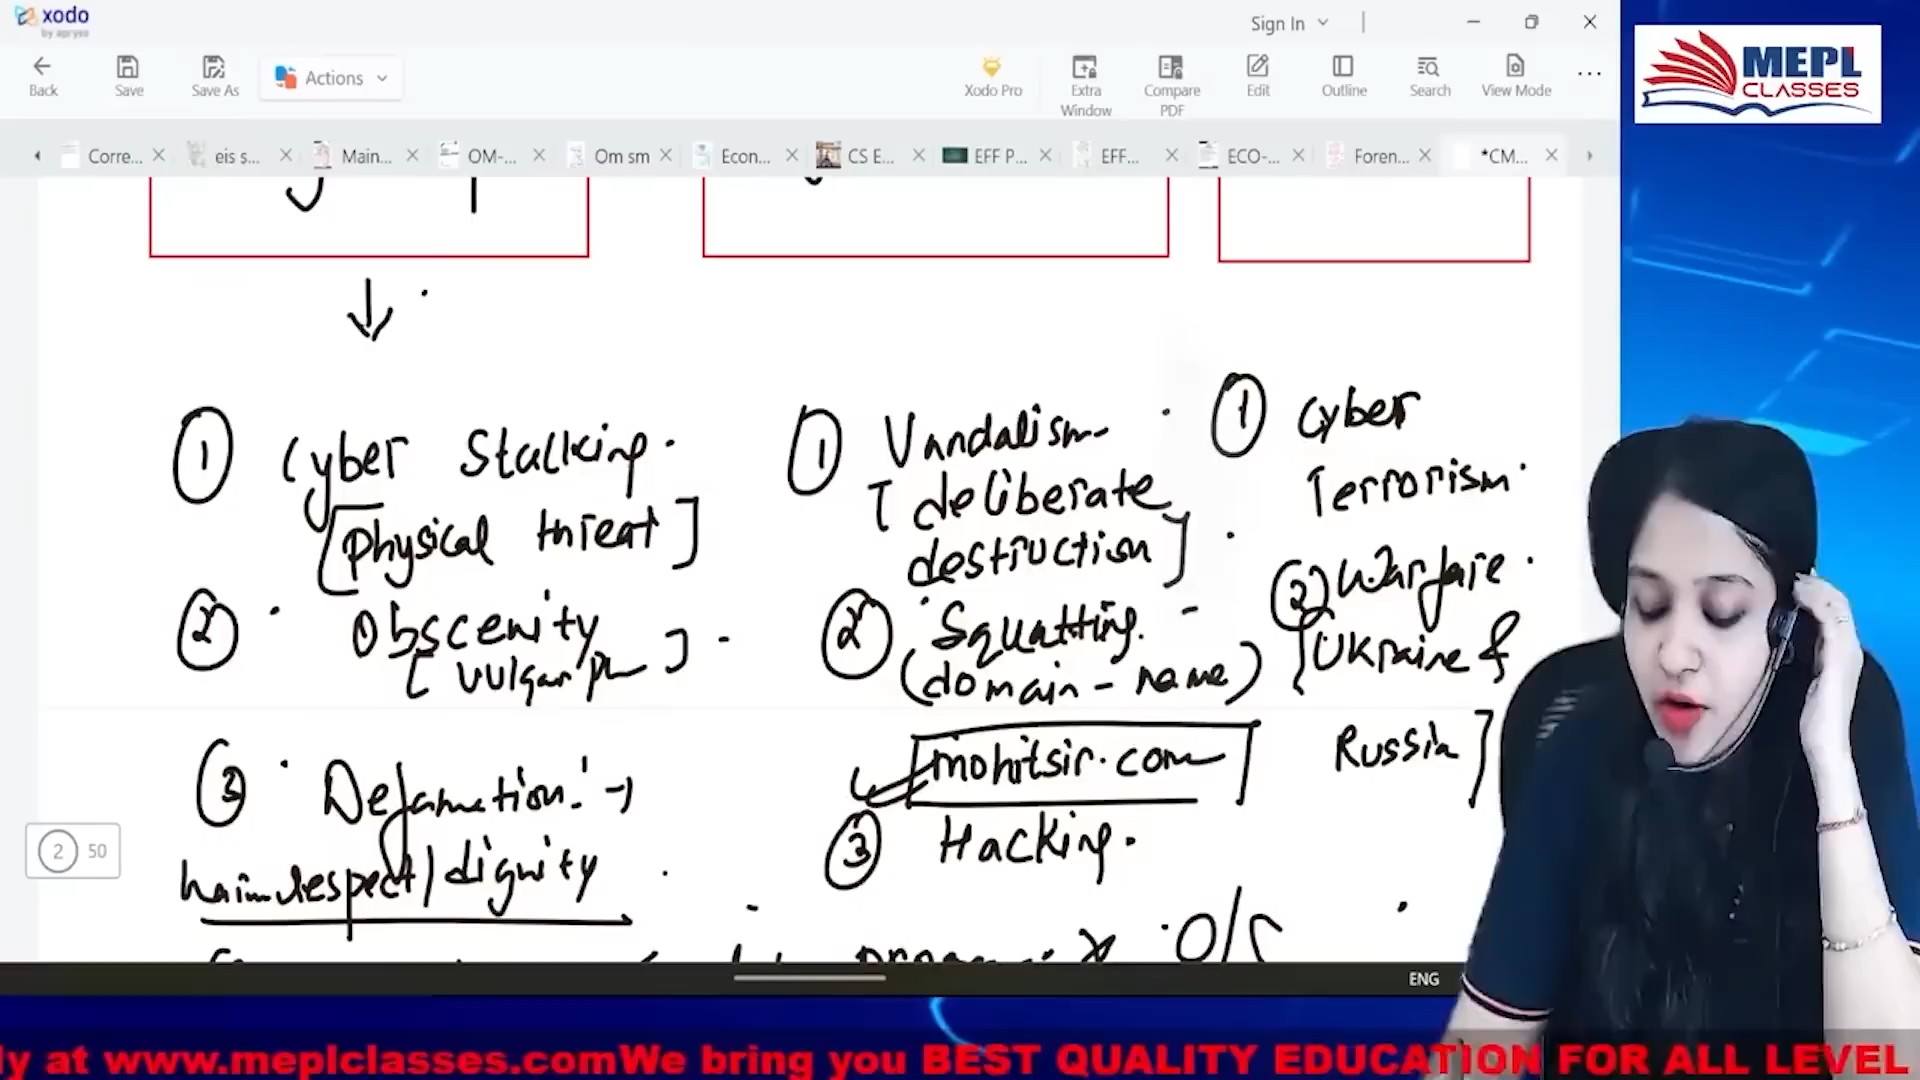 xodo
by apryse
Sign In
Back
Save
Save As
Actions
Xodo Pro
Extra Window
Compare PDF
Edit
Outline
Search
View Mode
MEPL
CLASSES
Corre...
eis s...
Main...
OM-...
Om sm
Econ...
CS E...
EFF P...
EFF...
ECO-...
Foren...
*CM...
1 Cyber Stalking.
[Physical threat]
2 Obscenity
[vulgar
3 Defamation:→
respect/dignity
1 Vandalism
[deliberate
destruction]
2 Squatting.
(domain-name)
mohitsir.com
3 Hacking.
1 Cyber
Terrorism.
2 Warfare.
[Ukraine &
Russia]
2 50
ENG
ly at www.meplclasses.comWe bring you BEST QUALITY EDUCATION FOR ALL LEVEL